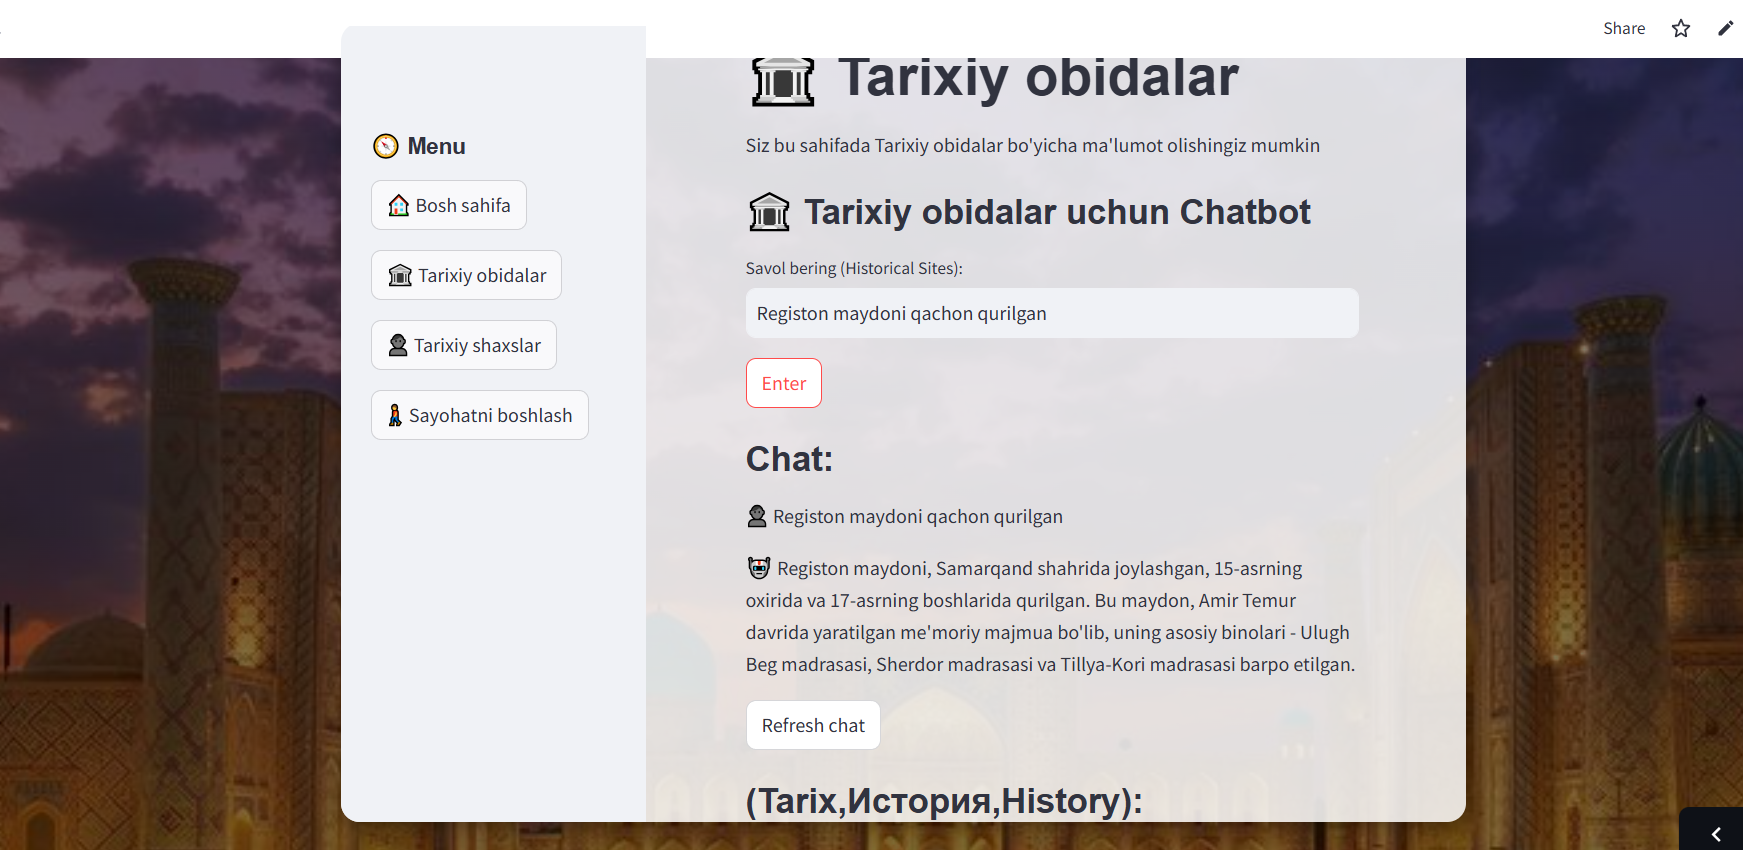 Share
Menu
Bosh sahifa
Tarixiy obidalar
Tarixiy shaxslar
Sayohatni boshlash
Tarixiy obidalar
Siz bu sahifada Tarixiy obidalar bo'yicha ma'lumot olishingiz mumkin
Tarixiy obidalar uchun Chatbot
Savol bering (Historical Sites):
Registon maydoni qachon qurilgan
Enter
Chat:
Registon maydoni qachon qurilgan
Registon maydoni, Samarqand shahrida joylashgan, 15-asrning
oxirida va 17-asrning boshlarida qurilgan. Bu maydon, Amir Temur
davrida yaratilgan me'moriy majmua bo'lib, uning asosiy binolari - Ulugh
Beg madrasasi, Sherdor madrasasi va Tillya-Kori madrasasi barpo etilgan.
Refresh chat
(Tarix,История,History):